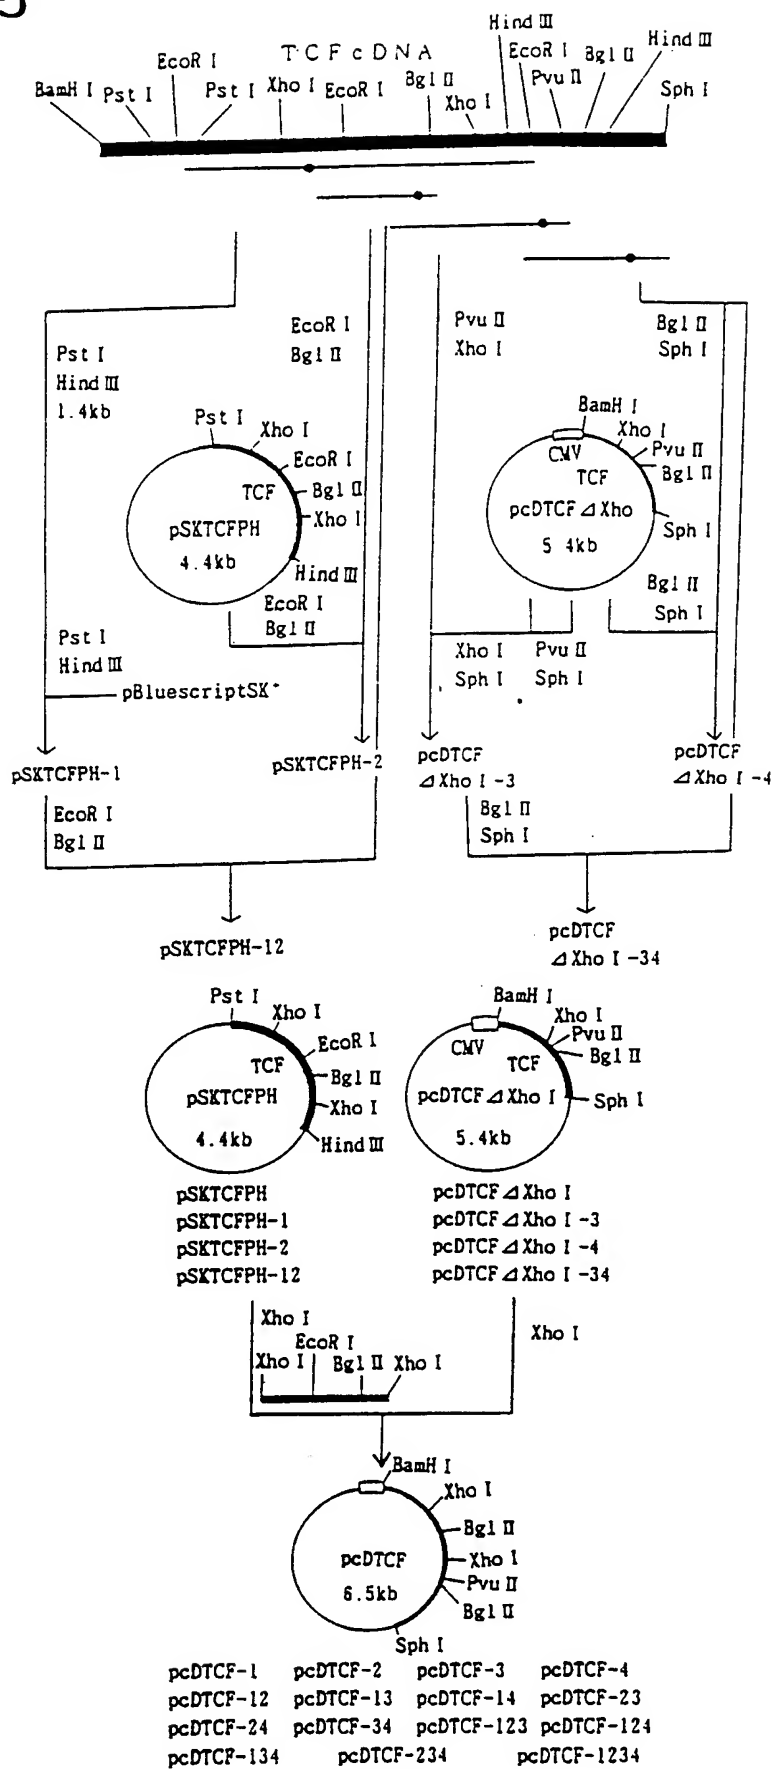 5
TCF cDNA
Hind III
EcoR I
EcoR I
Bgl II
Hind III
BamH I
Pst I
Pst I
Xho I
EcoR I
Bgl II
Xho I
Pvu II
Sph I
EcoR I
Bgl II
Pvu II
Xho I
Bgl II
Sph I
Pst I
Hind III
1.4kb
Pst I
Xho I
EcoR I
TCF
Bgl II
Xho I
pSKTCFPH
4.4kb
Hind III
BamH I
Xho I
CMV
Pvu II
TCF
Bgl II
pcDTCF⊿Xho
5 4kb
Sph I
EcoR I
Bgl II
Bgl II
Sph I
Pst I
Hind III
pBluescriptSK+
Xho I
Sph I
Pvu II
Sph I
pSKTCFPH-1
pSKTCFPH-2
pcDTCF
⊿Xho I-3
pcDTCF
⊿Xho I-4
EcoR I
Bgl II
Bgl II
Sph I
pSKTCFPH-12
pcDTCF
⊿Xho I-34
Pst I
Xho I
EcoR I
TCF
Bgl II
pSKTCFPH
Xho I
4.4kb
Hind III
BamH I
Xho I
Pvu II
CMV
TCF
Bgl II
pcDTCF⊿Xho I
Sph I
5.4kb
pSKTCFPH
pSKTCFPH-1
pSKTCFPH-2
pSKTCFPH-12
pcDTCF⊿Xho I
pcDTCF⊿Xho I-3
pcDTCF⊿Xho I-4
pcDTCF⊿Xho I-34
Xho I
EcoR I
Xho I
Bgl II
Xho I
Xho I
BamH I
Xho I
Bgl II
pcDTCF
Xho I
6.5kb
Pvu II
Bgl II
Sph I
pcDTCF-1 pcDTCF-2 pcDTCF-3 pcDTCF-4
pcDTCF-12 pcDTCF-13 pcDTCF-14 pcDTCF-23
pcDTCF-24 pcDTCF-34 pcDTCF-123 pcDTCF-124
pcDTCF-134 pcDTCF-234 pcDTCF-1234